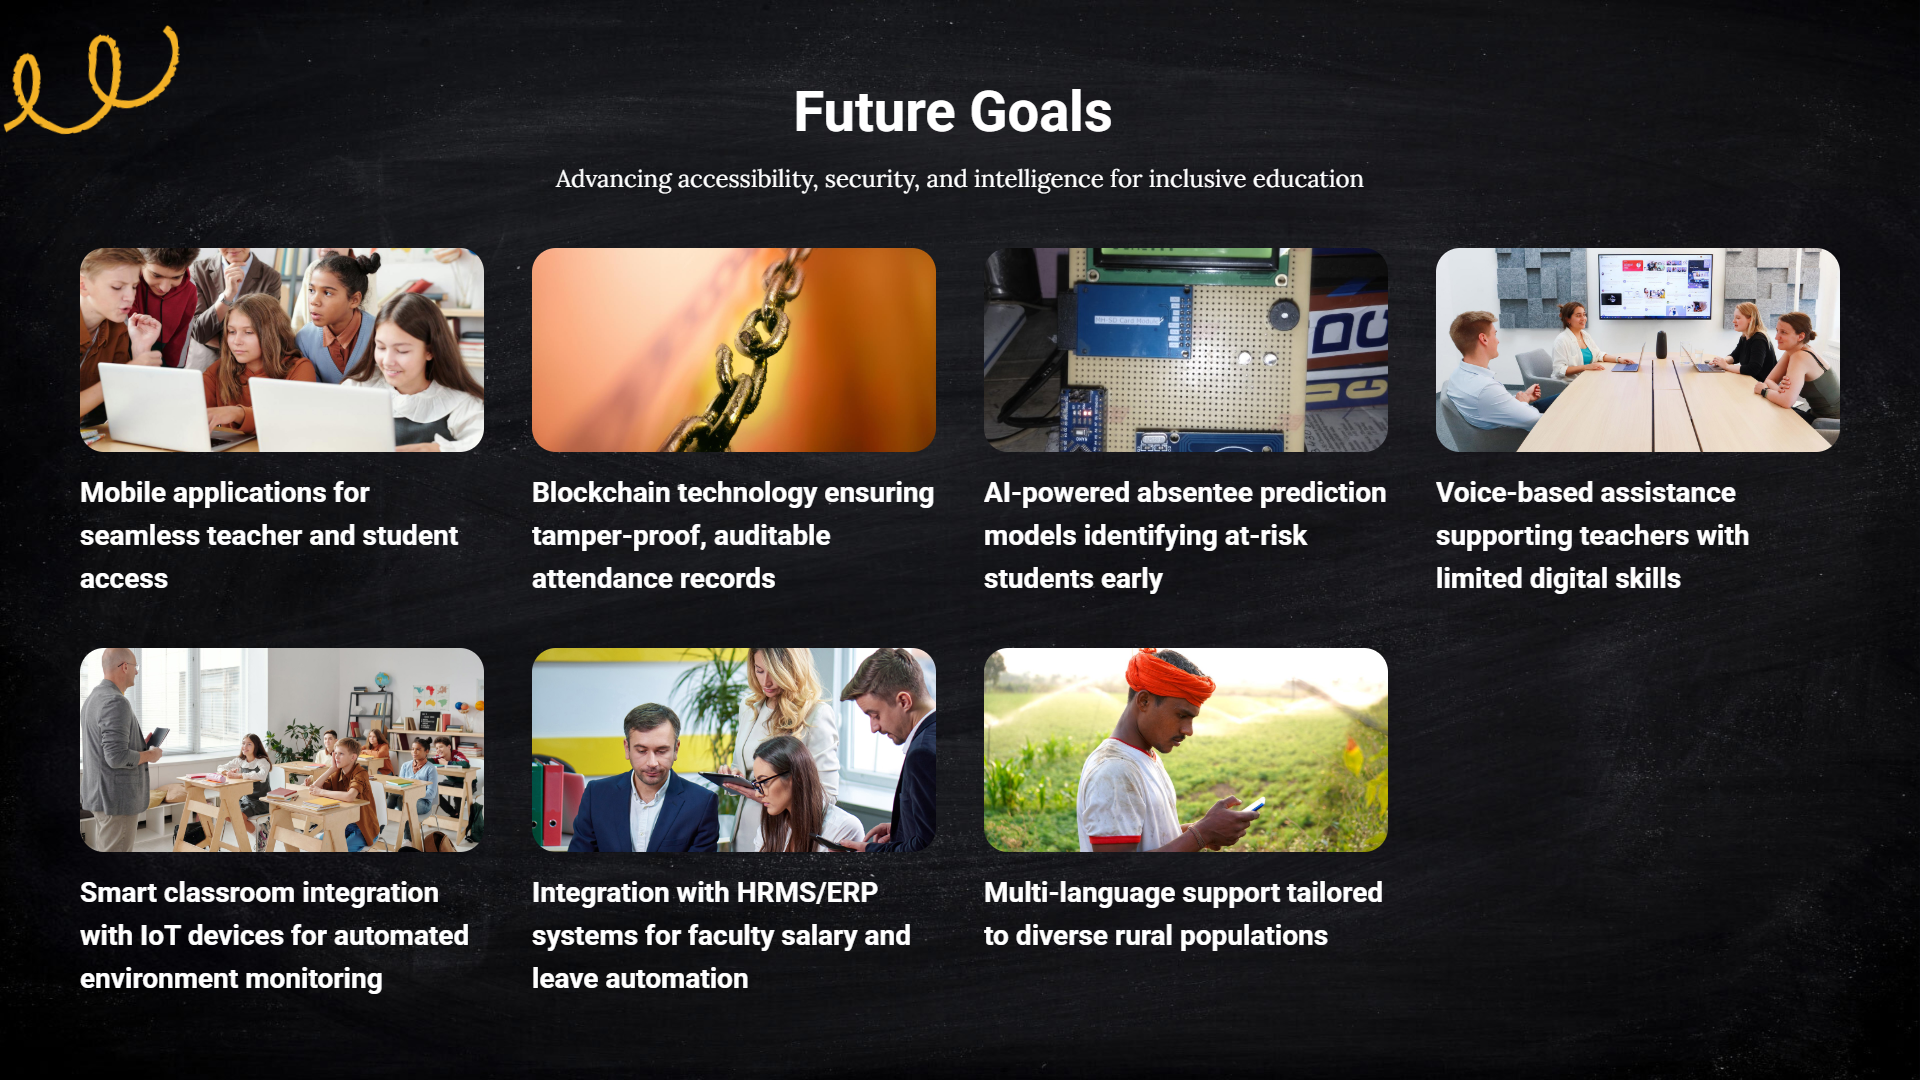 Future Goals
Advancing accessibility, security, and intelligence for inclusive education
Mobile applications for
seamless teacher and student
access
Blockchain technology ensuring
tamper-proof, auditable
attendance records
AI-powered absentee prediction
models identifying at-risk
students early
Voice-based assistance
supporting teachers with
limited digital skills
Smart classroom integration
with IoT devices for automated
environment monitoring
Integration with HRMS/ERP
systems for faculty salary and
leave automation
Multi-language support tailored
to diverse rural populations